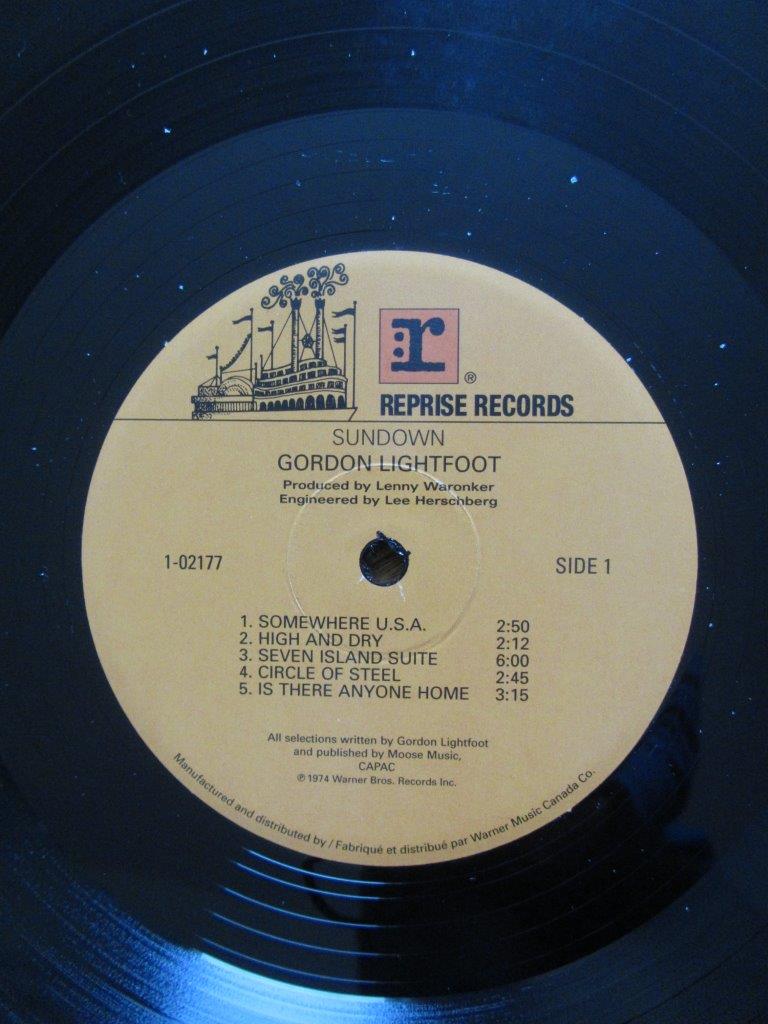 r ®
REPRISE RECORDS
SUNDOWN
GORDON LIGHTFOOT
Produced by Lenny Waronker
Engineered by Lee Herschberg
1-02177
SIDE 1
1. SOMEWHERE U.S.A. 2:50
2. HIGH AND DRY 2:12
3. SEVEN ISLAND SUITE 6:00
4. CIRCLE OF STEEL 2:45
5. IS THERE ANYONE HOME 3:15
All selections written by Gordon Lightfoot
and published by Moose Music,
CAPAC
℗ 1974 Warner Bros. Records Inc.
Manufactured and distributed by / Fabriqué et distribué par Warner Music Canada Co.